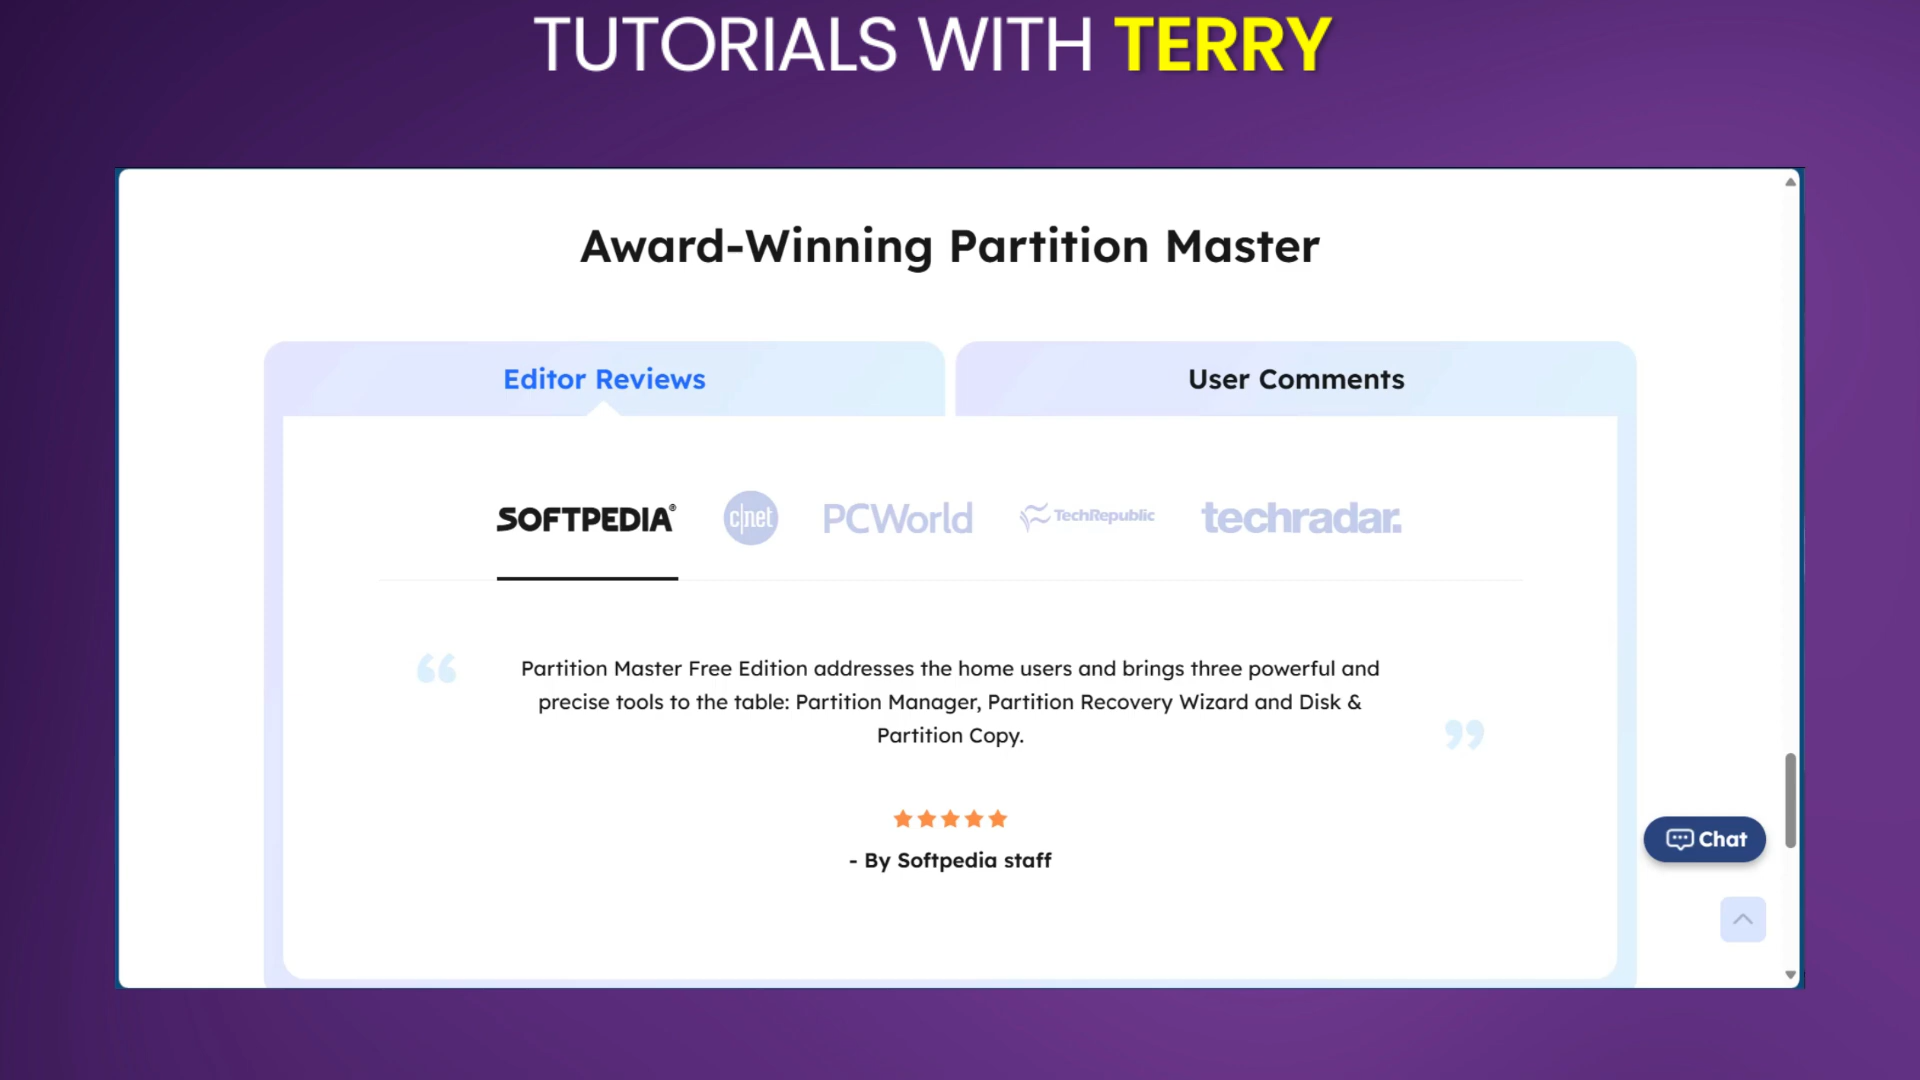 TUTORIALS WITH TERRY
Award-Winning Partition Master
Editor Reviews
User Comments
SOFTPEDIA®
c|net
PCWorld
TechRepublic
techradar.
“
Partition Master Free Edition addresses the home users and brings three powerful and
precise tools to the table: Partition Manager, Partition Recovery Wizard and Disk &
Partition Copy.
”
- By Softpedia staff
Chat